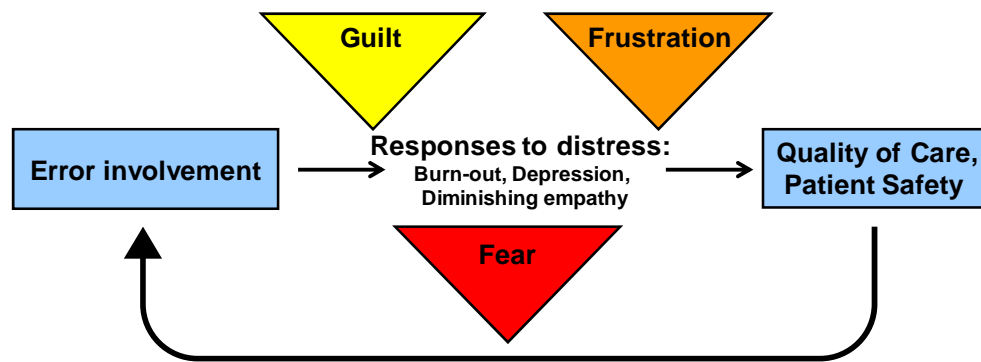 Guilt
Frustration
Error involvement
Responses to distress:
Burn-out, Depression,
Diminishing empathy
Quality of Care,
Patient Safety
Fear